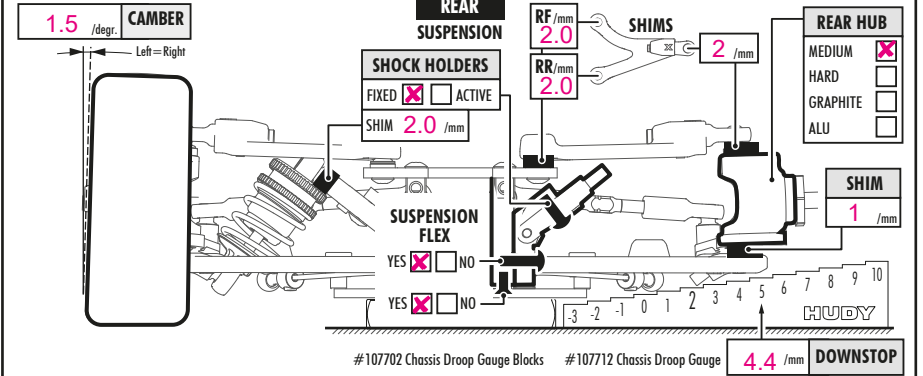 1.5 /degr. CAMBER
Left=Right
REAR
SUSPENSION
SHOCK HOLDERS
FIXED ACTIVE
SHIM 2.0 /mm
RF/mm
2.0
RR/mm
2.0
SHIMS
2 /mm
REAR HUB
MEDIUM
HARD
GRAPHITE
ALU
SHIM
1 /mm
SUSPENSION
FLEX
YES NO
YES NO
-3 -2 -1 0 1 2 3 4 5 6 7 8 9 10
HUDY
#107702 Chassis Droop Gauge Blocks #107712 Chassis Droop Gauge
4.4 /mm DOWNSTOP